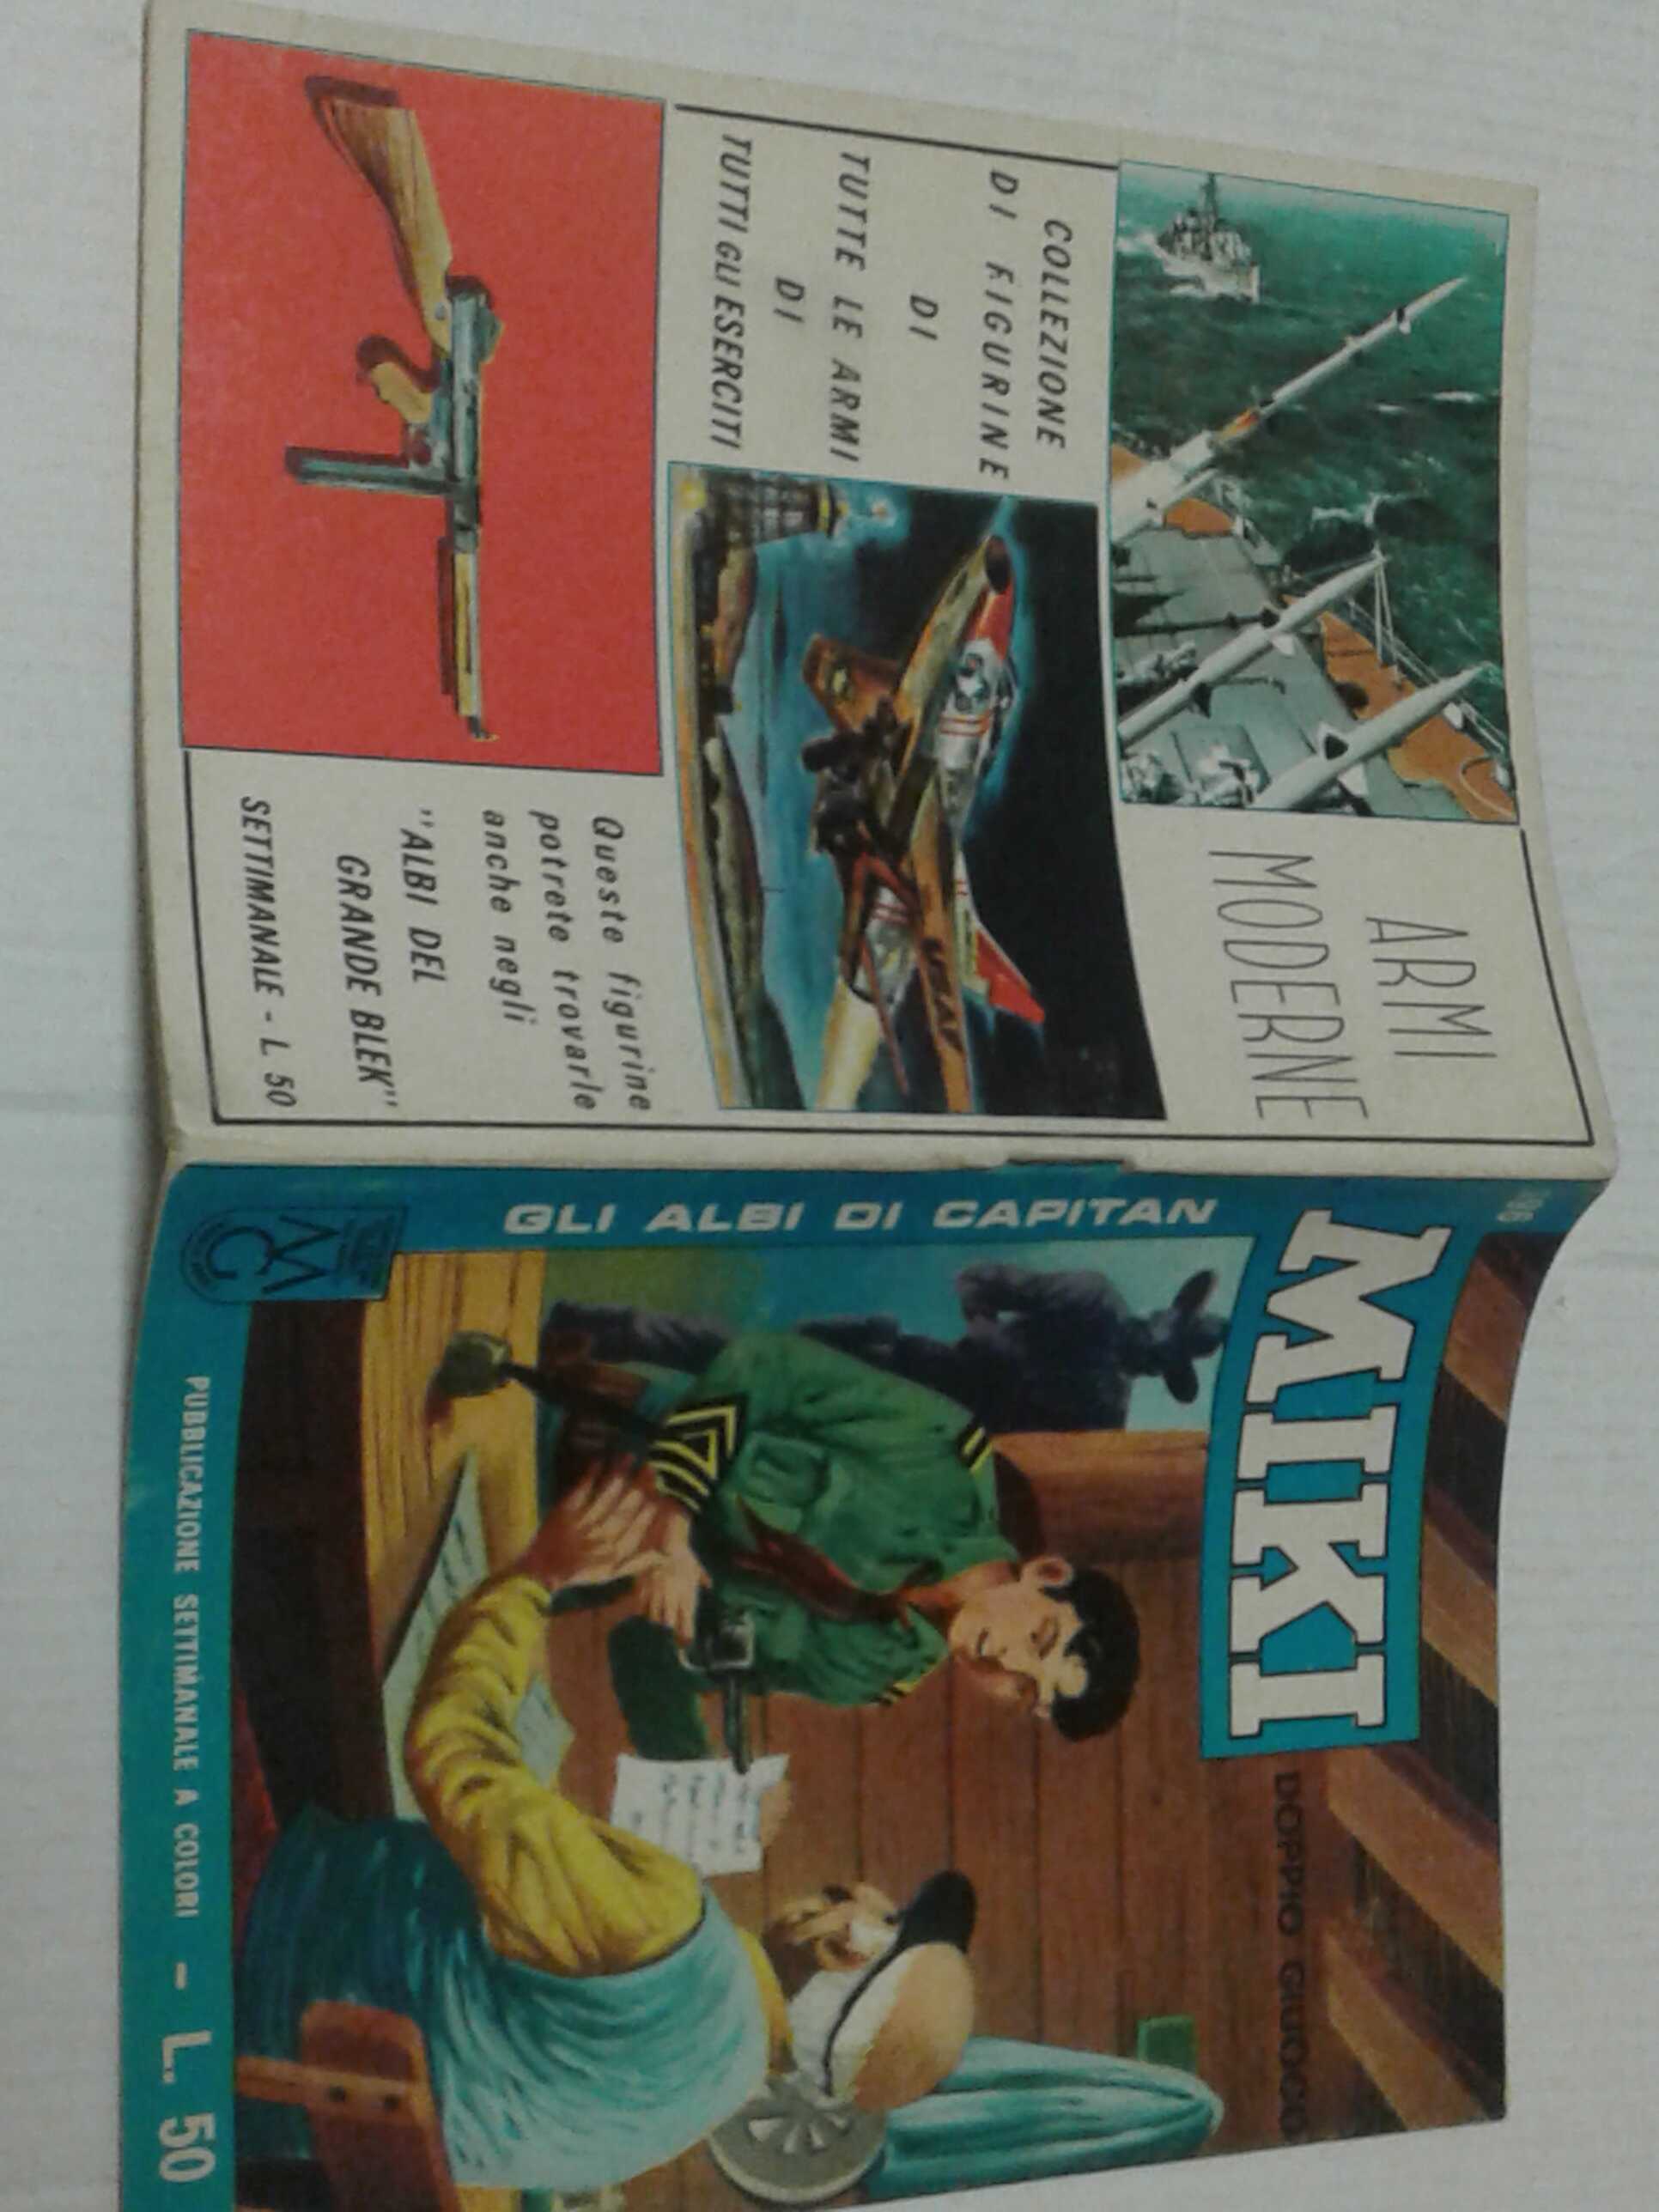 ARMI
MODERNE
COLLEZIONE
DI FIGURINE
DI
TUTTE LE ARMI
DI
TUTTI GLI ESERCITI
USAF
Queste figurine
potrete trovarle
anche negli
"ALBI DEL
GRANDE BLEK"
SETTIMANALE - L. 50
GLI ALBI DI CAPITAN
MIKI
DOPPIO GIUOCO
PUBBLICAZIONE SETTIMANALE A COLORI - L. 50